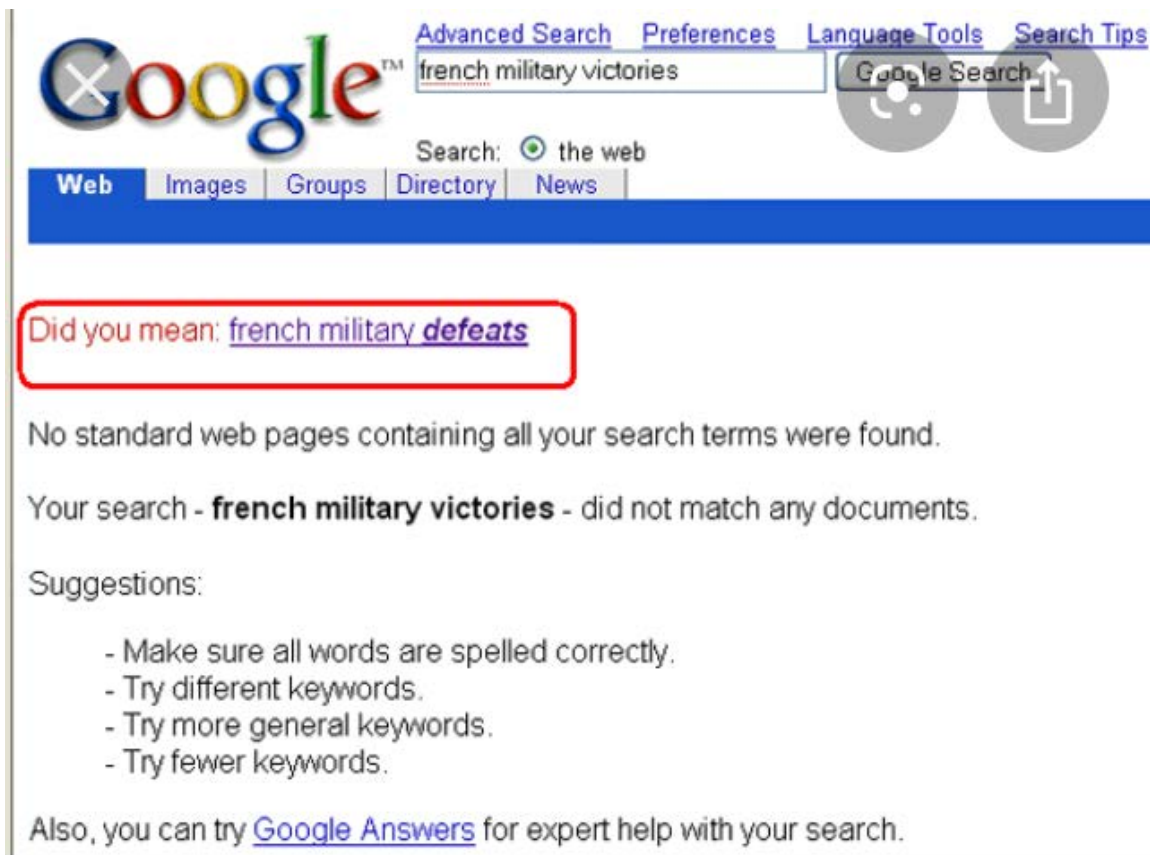 Advanced Search Preferences Language Tools Search Tips
Google™ french military victories Google Search
Search: the web
Web Images Groups Directory News
Did you mean: french military defeats
No standard web pages containing all your search terms were found.
Your search - french military victories - did not match any documents.
Suggestions:
- Make sure all words are spelled correctly.
- Try different keywords.
- Try more general keywords.
- Try fewer keywords.
Also, you can try Google Answers for expert help with your search.